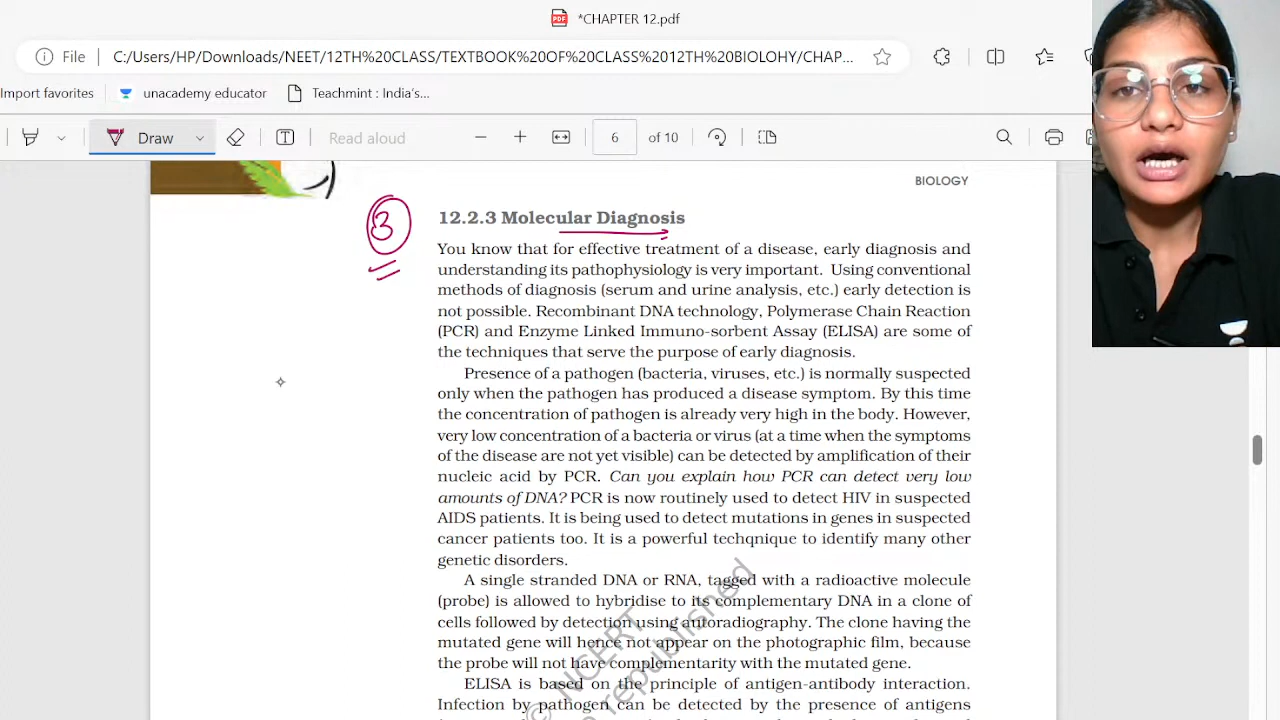 *CHAPTER 12.pdf
File C:/Users/HP/Downloads/NEET/12TH%20CLASS/TEXTBOOK%20OF%20CLASS%2012TH%20BIOLOHY/CHAP...
Import favorites unacademy educator Teachmint : India's...
Draw Read aloud 6 of 10
BIOLOGY
3
12.2.3 Molecular Diagnosis
You know that for effective treatment of a disease, early diagnosis and
understanding its pathophysiology is very important. Using conventional
methods of diagnosis (serum and urine analysis, etc.) early detection is
not possible. Recombinant DNA technology, Polymerase Chain Reaction
(PCR) and Enzyme Linked Immuno-sorbent Assay (ELISA) are some of
the techniques that serve the purpose of early diagnosis.
Presence of a pathogen (bacteria, viruses, etc.) is normally suspected
only when the pathogen has produced a disease symptom. By this time
the concentration of pathogen is already very high in the body. However,
very low concentration of a bacteria or virus (at a time when the symptoms
of the disease are not yet visible) can be detected by amplification of their
nucleic acid by PCR. Can you explain how PCR can detect very low
amounts of DNA? PCR is now routinely used to detect HIV in suspected
AIDS patients. It is being used to detect mutations in genes in suspected
cancer patients too. It is a powerful techqnique to identify many other
genetic disorders.
A single stranded DNA or RNA, tagged with a radioactive molecule
(probe) is allowed to hybridise to its complementary DNA in a clone of
cells followed by detection using autoradiography. The clone having the
mutated gene will hence not appear on the photographic film, because
the probe will not have complementarity with the mutated gene.
ELISA is based on the principle of antigen-antibody interaction.
Infection by pathogen can be detected by the presence of antigens
© NCERT
republished